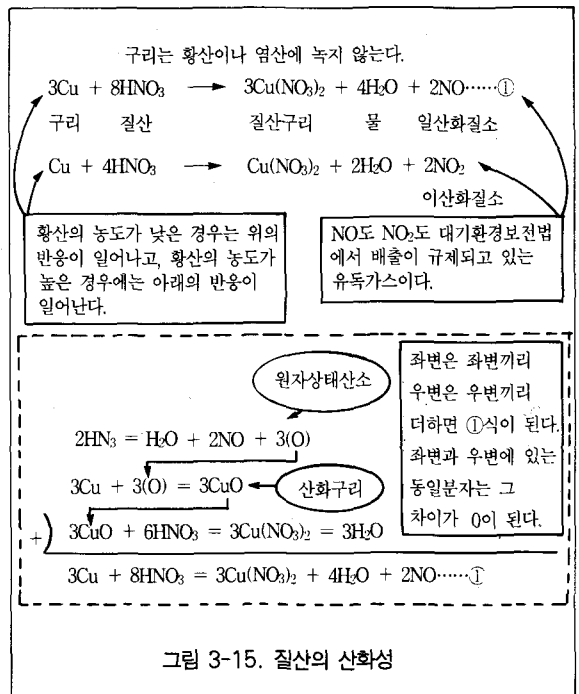 구리는 황산이나 염산에 녹지 않는다.
3Cu + 8HNO₃ → 3Cu(NO₃)₂ + 4H₂O + 2NO……①
구리 질산 질산구리 물 일산화질소
Cu + 4HNO₃ → Cu(NO₃)₂ + 2H₂O + 2NO₂
이산화질소
황산의 농도가 낮은 경우는 위의
반응이 일어나고, 황산의 농도가
높은 경우에는 아래의 반응이
일어난다.
NO도 NO₂도 대기환경보전법
에서 배출이 규제되고 있는
유독가스이다.
원자상태산소
2HN₃ = H₂O + 2NO + 3(O)
3Cu + 3(O) = 3CuO
산화구리
+) 3CuO + 6HNO₃ = 3Cu(NO₃)₂ = 3H₂O
3Cu + 8HNO₃ = 3Cu(NO₃)₂ + 4H₂O + 2NO……①
좌변은 좌변끼리
우변은 우변끼리
더하면 ①식이 된다.
좌변과 우변에 있는
동일분자는 그
차이가 0이 된다.
그림 3-15. 질산의 산화성